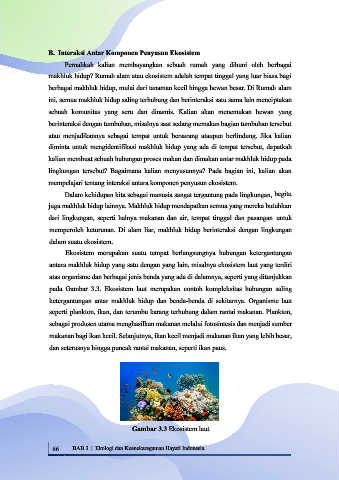 B. Interaksi Antar Komponen Penyusun Ekosistem
Pernahkah kalian membayangkan sebuah rumah yang dihuni oleh berbagai
makhluk hidup? Rumah alam atau ekosistem adalah tempat tinggal yang luar biasa bagi
berbagai makhluk hidup, mulai dari tanaman kecil hingga hewan besar. Di Rumah alam
ini, semua makhluk hidup saling terhubung dan berinteraksi satu sama lain menciptakan
sebuah komunitas yang seru dan dinamis. Kalian akan menemukan hewan yang
berinteraksi dengan tumbuhan, misalnya saat sedang memakan bagian tumbuhan tersebut
atau menjadikannya sebagai tempat untuk bersarang ataupun berlindung. Jika kalian
diminta untuk mengidentifikasi makhluk hidup yang ada di tempat tersebut, dapatkah
kalian membuat sebuah hubungan proses makan dan dimakan antar makhluk hidup pada
lingkungan tersebut? Bagaimana kalian menyusunnya? Pada bagian ini, kalian akan
mempelajari tentang interaksi antara komponen penyusun ekosistem.
Dalam kehidupan kita sebagai manusia sangat tergantung pada lingkungan, begitu
juga makhluk hidup lainnya. Makhluk hidup mendapatkan semua yang mereka butuhkan
dari lingkungan, seperti halnya makanan dan air, tempat tinggal dan pasangan untuk
memperoleh keturunan. Di alam liar, makhluk hidup berinteraksi dengan lingkungan
dalam suatu ekosistem.
Ekosistem merupakan suatu tempat berlangsungnya hubungan ketergantungan
antara makhluk hidup yang satu dengan yang lain, misalnya ekosistem laut yang terdiri
atas organisme dan berbagai jenis benda yang ada di dalamnya, seperti yang ditunjukkan
pada Gambar 3.3. Ekosistem laut merupakan contoh kompleksitas hubungan saling
ketergantungan antar makhluk hidup dan benda-benda di sekitarnya. Organisme laut
seperti plankton, ikan, dan terumbu karang terhubung dalam rantai makanan. Plankton,
sebagai produsen utama menghasilkan makanan melalui fotosintesis dan menjadi sumber
makanan bagi ikan kecil. Selanjutnya, ikan kecil menjadi makanan ikan yang lebih besar,
dan seterusnya hingga puncak rantai makanan, seperti ikan paus.
Gambar 3.3 Ekosistem laut
66 BAB 3 | Ekologi dan Keanekaragaman Hayati Indonesia